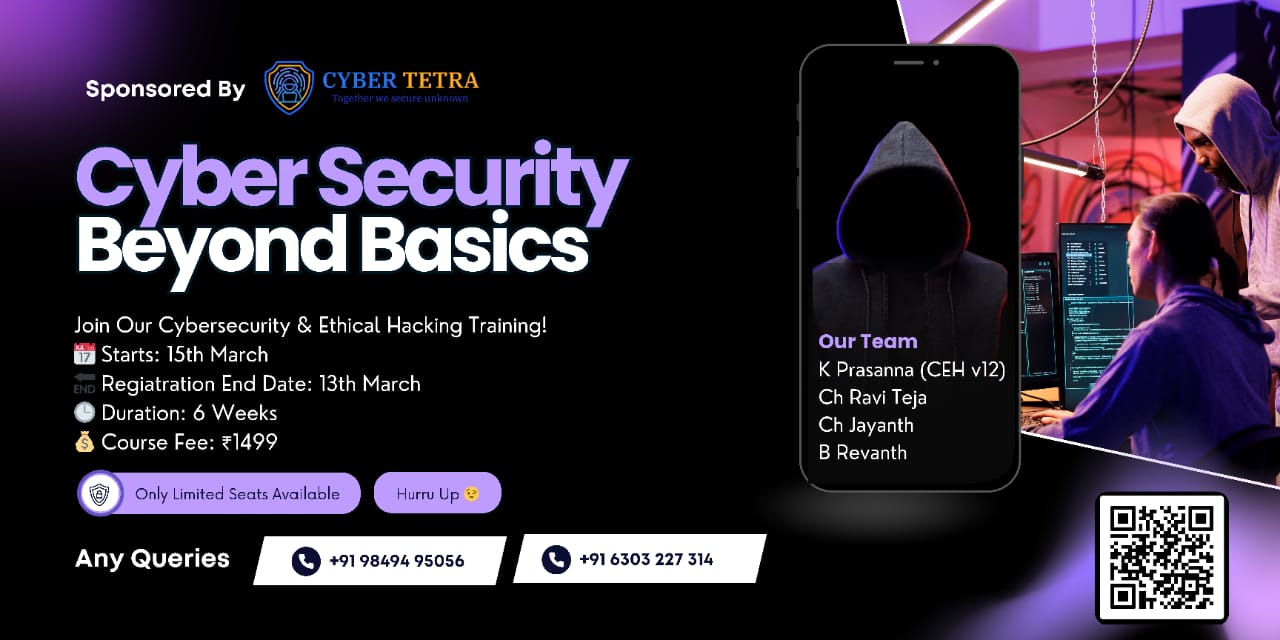 Sponsored By
CYBER TETRA
Together we secure unknown
Cyber Security
Beyond Basics
Join Our Cybersecurity & Ethical Hacking Training!
Starts: 15th March
END Regiatration End Date: 13th March
Duration: 6 Weeks
💰 Course Fee: ₹1499
Only Limited Seats Available
Hurru Up 😏
Any Queries
+91 98494 95056
+91 6303 227 314
Our Team
K Prasanna (CEH v12)
Ch Ravi Teja
Ch Jayanth
B Revanth